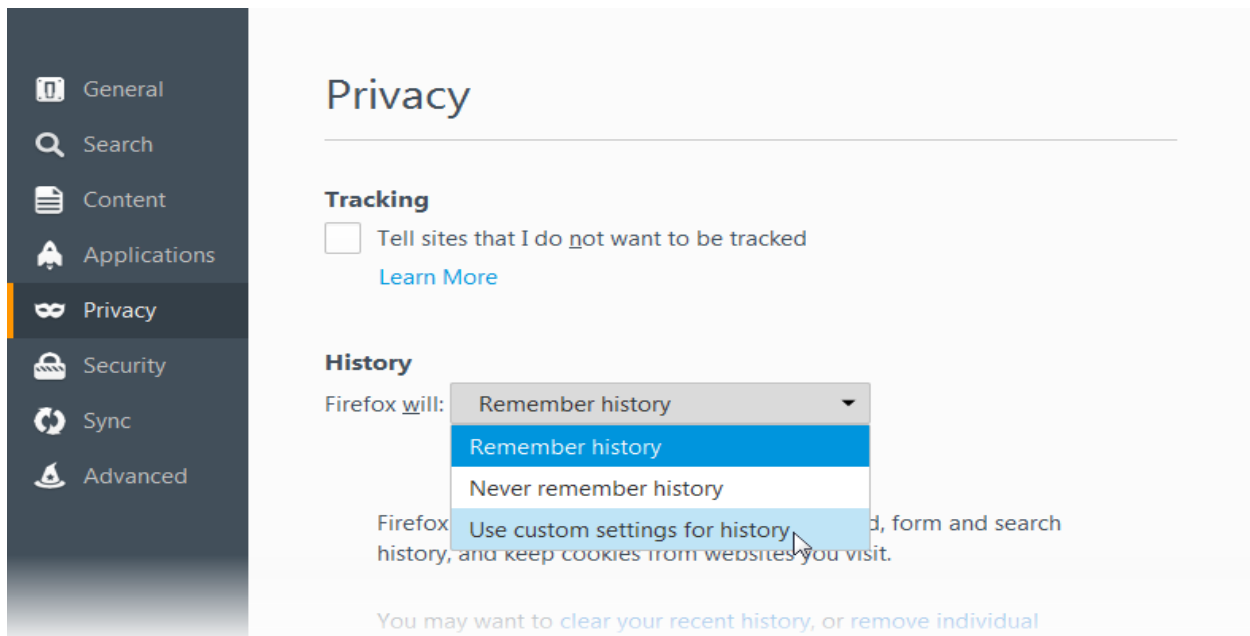 General
Search
Content
Applications
Privacy
Security
Sync
Advanced
Privacy
Tracking
Tell sites that I do not want to be tracked
Learn More
History
Firefox will: Remember history
Remember history
Never remember history
Use custom settings for history
Firefox d, form and search
history, and keep cookies from websites you visit.
You may want to clear your recent history, or remove individual